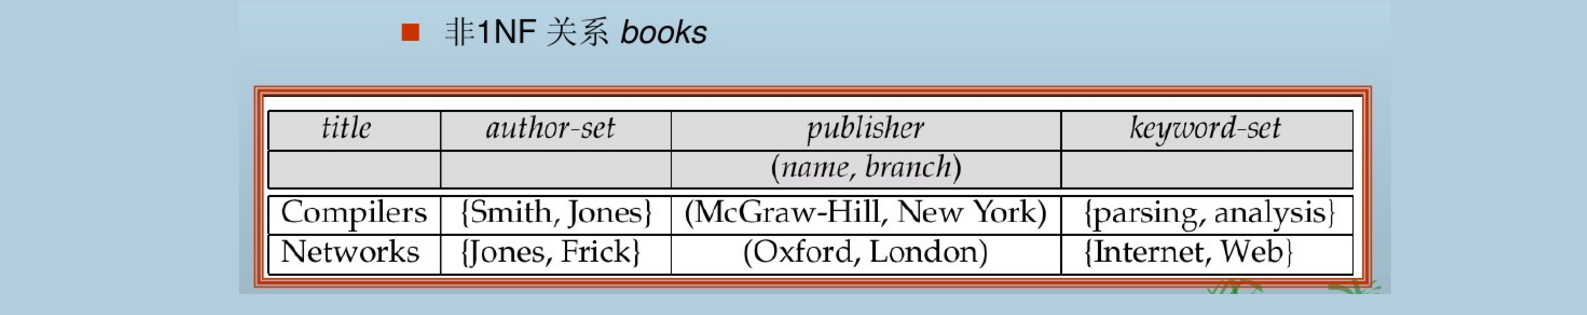 非1NF 关系 books
title author-set publisher keyword-set
(name, branch)
Compilers {Smith, Jones} (McGraw-Hill, New York) {parsing, analysis}
Networks {Jones, Frick} (Oxford, London) {Internet, Web}